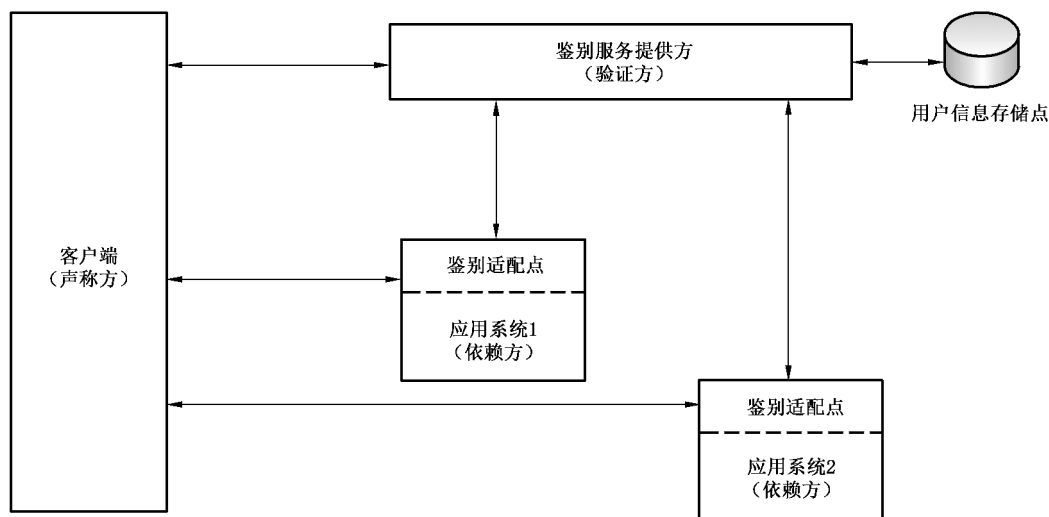 鉴别服务提供方
(验证方)
用户信息存储点
客户端
(声称方)
鉴别适配点
应用系统1
(依赖方)
鉴别适配点
应用系统2
(依赖方)